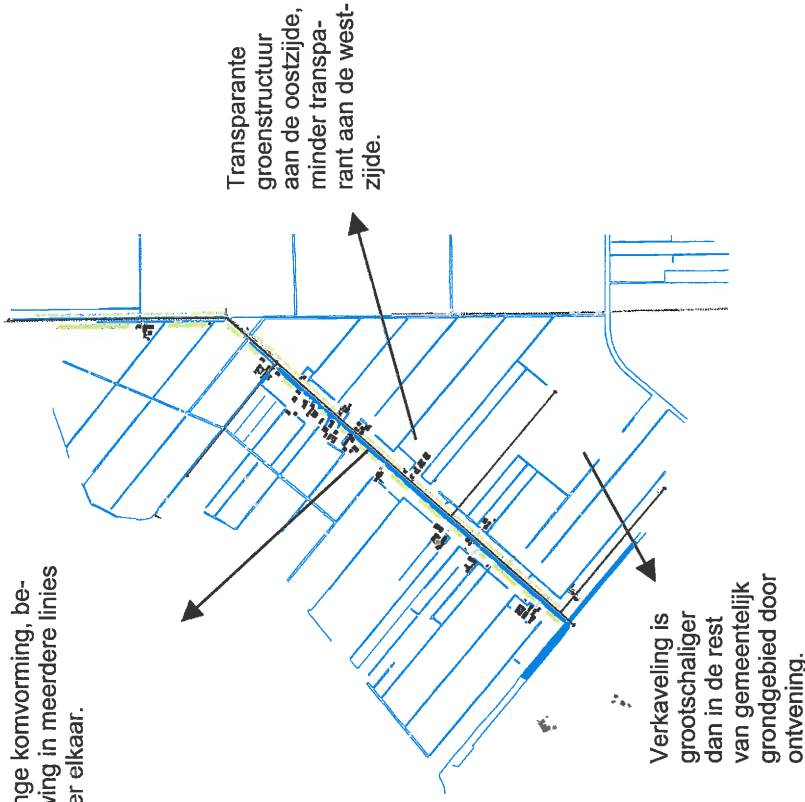 nge komvorming, be-
ving in meerdere linies
er elkaar.
Transparante
groenstructuur
aan de oostzijde,
minder transpa-
rant aan de west-
zijde.
Verkaveling is
grootschaliger
dan in de rest
van gemeentelijk
grondgebied door
ontvening.